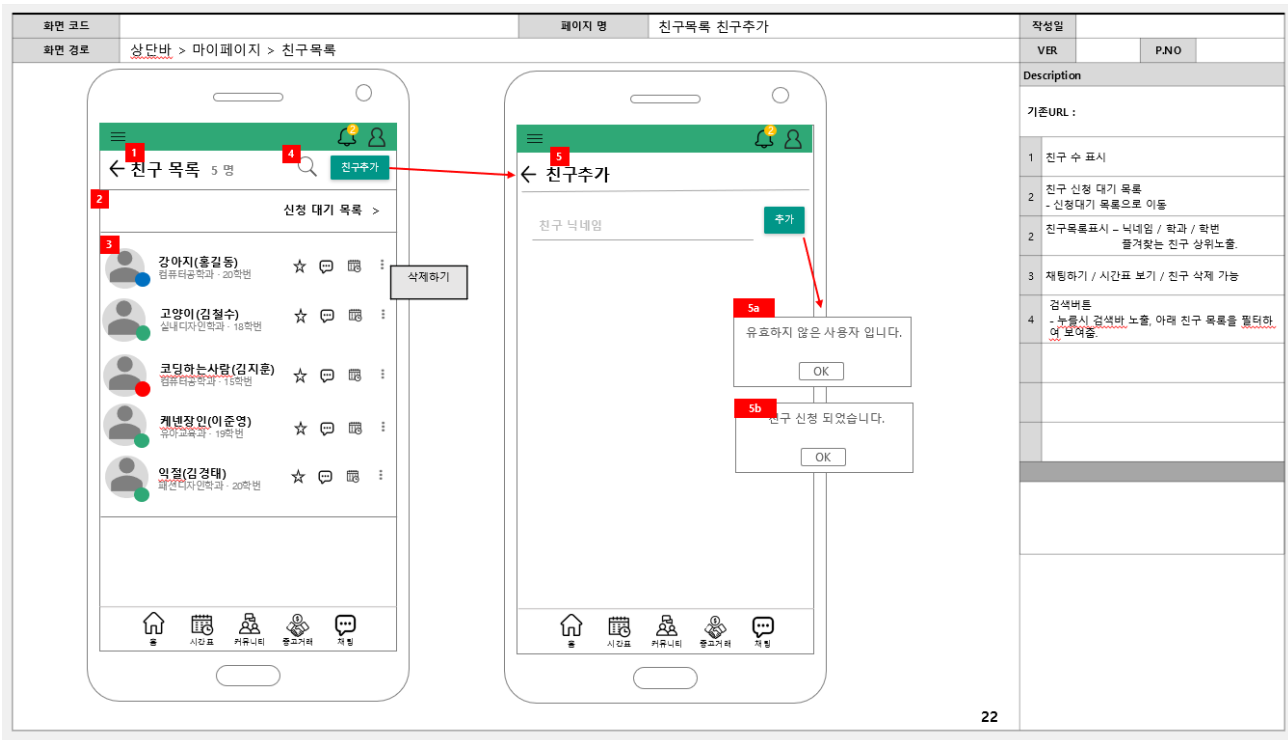 화면 코드
페이지 명
친구목록 친구추가
작성일
화면 경로
상단바 > 마이페이지 > 친구목록
VER
P.NO
2
1
친구 목록 5 명
4
친구추가
2
신청 대기 목록 >
3
강아지(홍길동)
컴퓨터공학과 · 20학번
삭제하기
고양이(김철수)
실내디자인학과 · 18학번
코딩하는사람(김지훈)
컴퓨터공학과 · 15학번
케넨장인(이준영)
유아교육과 · 19학번
익절(김경태)
패션디자인학과 · 20학번
홈
시간표
커뮤니티
중고거래
채팅
2
5
친구추가
친구 닉네임
추가
5a
유효하지 않은 사용자 입니다.
OK
5b
친구 신청 되었습니다.
OK
홈
시간표
커뮤니티
중고거래
채팅
22
Description
기존URL :
1 친구 수 표시
2 친구 신청 대기 목록
- 신청대기 목록으로 이동
2 친구목록표시 – 닉네임 / 학과 / 학번
즐겨찾는 친구 상위노출.
3 채팅하기 / 시간표 보기 / 친구 삭제 가능
4 검색버튼
- 누를시 검색바 노출, 아래 친구 목록을 필터하
여 보여줌.